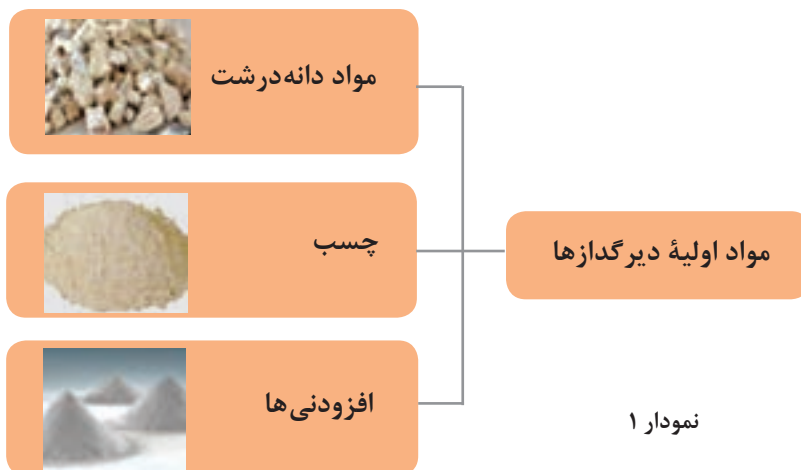 مواد اولیهٔ دیرگدازها
مواد دانه‌درشت
چسب
افزودنی‌ها
نمودار ۱